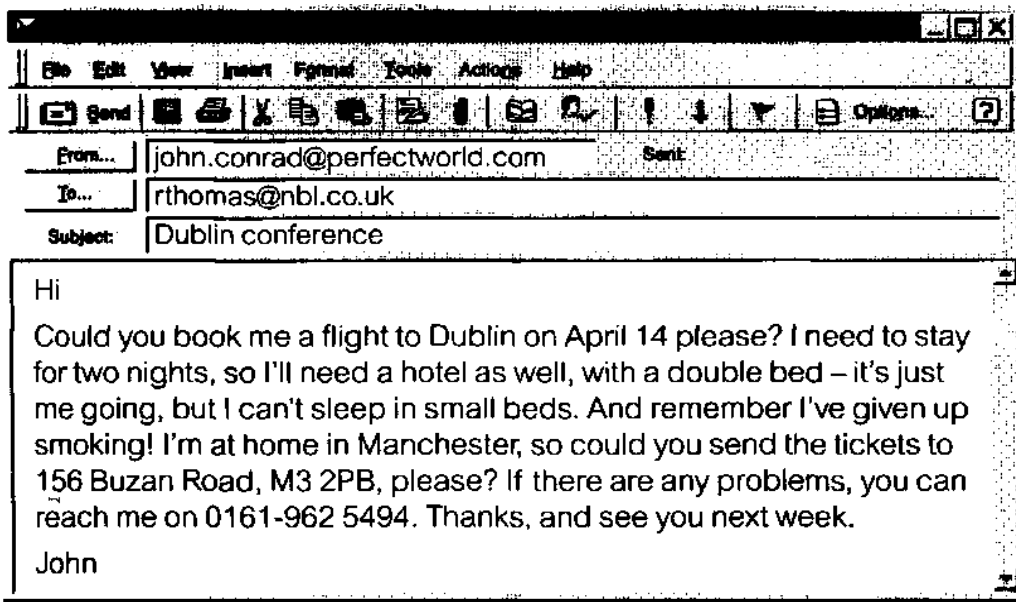 File Edit View Insert Format Tools Actions Help
Send Options...
From... john.conrad@perfectworld.com Sent:
To... rthomas@nbl.co.uk
Subject: Dublin conference
Hi
Could you book me a flight to Dublin on April 14 please? I need to stay
for two nights, so I'll need a hotel as well, with a double bed – it's just
me going, but I can't sleep in small beds. And remember I've given up
smoking! I'm at home in Manchester, so could you send the tickets to
156 Buzan Road, M3 2PB, please? If there are any problems, you can
reach me on 0161-962 5494. Thanks, and see you next week.
John